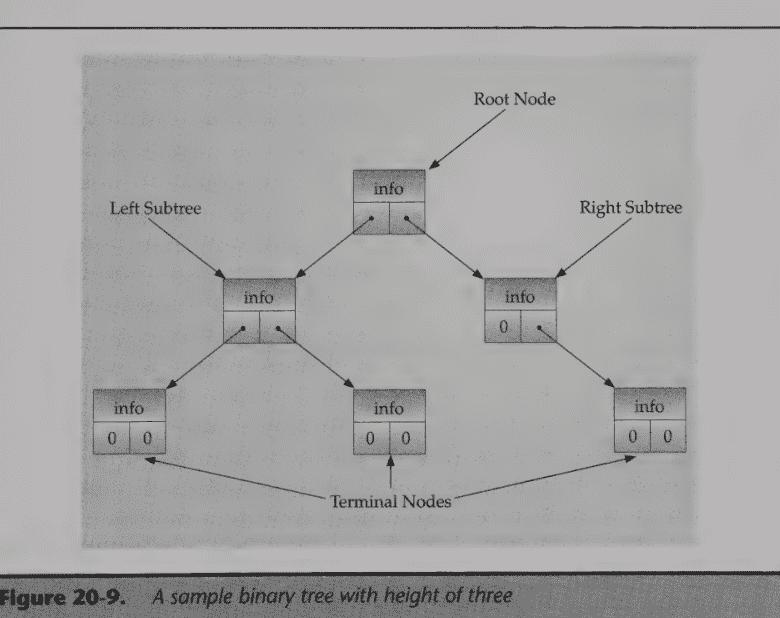 Root Node
info
Left Subtree
Right Subtree
info
info
0
info
info
info
0 0
0 0
0 0
Terminal Nodes
Figure 20-9. A sample binary tree with height of three